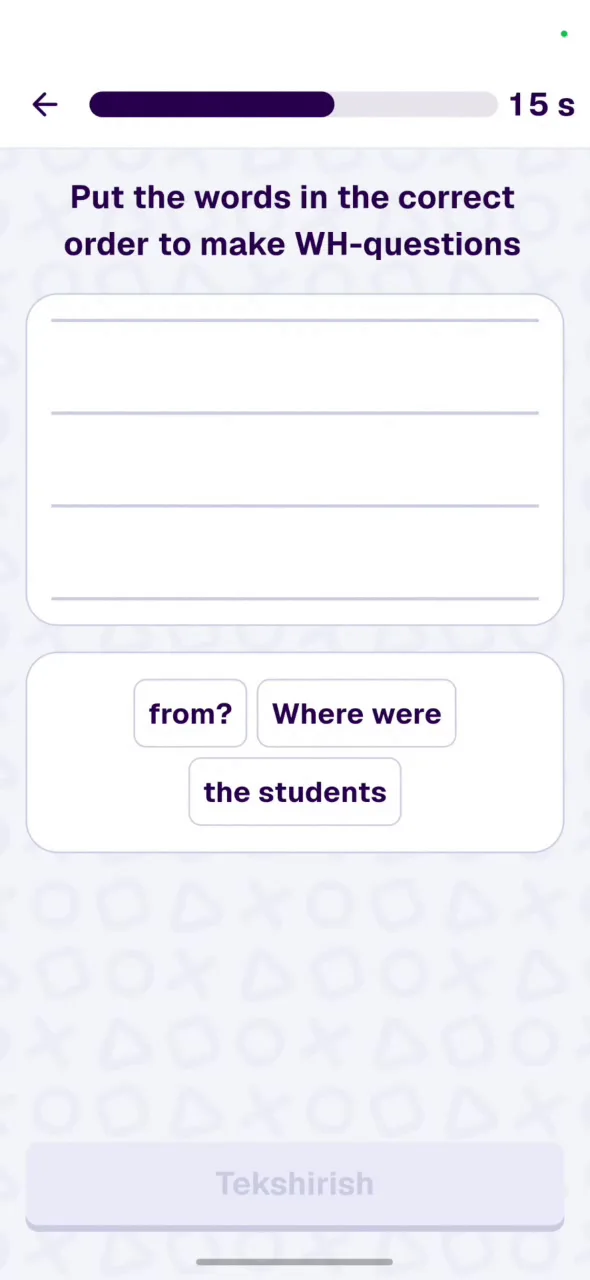 15 s
Put the words in the correct
order to make WH-questions
from? Where were
the students
Tekshirish